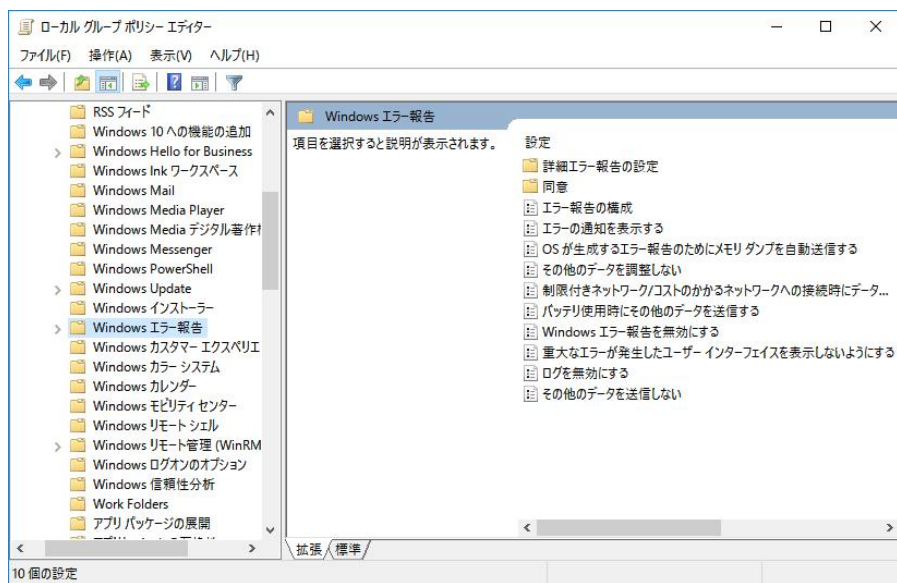 ローカル グループ ポリシー エディター
ファイル(F) 操作(A) 表示(V) ヘルプ(H)
RSS フィード
Windows 10 への機能の追加
Windows Hello for Business
Windows Ink ワークスペース
Windows Mail
Windows Media Player
Windows Media デジタル著作権
Windows Messenger
Windows PowerShell
Windows Update
Windows インストーラー
Windows エラー報告
Windows カスタマー エクスペリエ
Windows カラー システム
Windows カレンダー
Windows モビリティ センター
Windows リモート シェル
Windows リモート管理 (WinRM
Windows ログオンのオプション
Windows 信頼性分析
Work Folders
アプリ パッケージの展開
Windows エラー報告
項目を選択すると説明が表示されます。
設定
詳細エラー報告の設定
同意
エラー報告の構成
エラーの通知を表示する
OS が生成するエラー報告のためにメモリ ダンプを自動送信する
その他のデータを調整しない
制限付きネットワーク/コストのかかるネットワークへの接続時にデータ...
バッテリ使用時にその他のデータを送信する
Windows エラー報告を無効にする
重大なエラーが発生したユーザー インターフェイスを表示しないようにする
ログを無効にする
その他のデータを送信しない
拡張 標準
10 個の設定